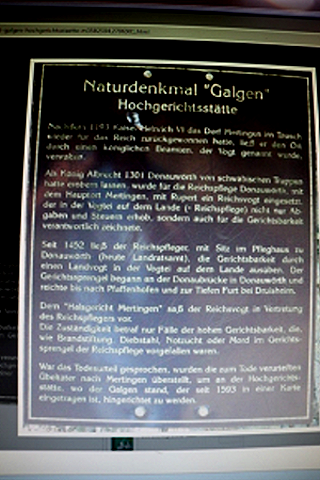 Naturdenkmal "Galgen"
Hochgerichtsstätte
Nachdem 1193 Kaiser Heinrich VI das Dorf Mertingen im Tausch
wieder für das Reich zurückgewonnen hatte, ließ er den Ort
durch einen königlichen Beamten, der Vogt genannt wurde,
verwalten.
Als König Albrecht 1301 Donauwörth von schwäbischen Truppen
hatte erobern lassen, wurde für die Reichspflege Donauwörth, mit
dem Hauptort Mertingen, mit Rupert ein Reichsvogt eingesetzt,
der in der Vogtei auf dem Lande (= Reichspflege) nicht nur Ab-
gaben und Steuern erhob, sondern auch für die Gerichtsbarkeit
verantwortlich zeichnete.
Seit 1452 ließ der Reichspfleger, mit Sitz im Pfleghaus zu
Donauwörth (heute Landratsamt), die Gerichtsbarkeit durch
einen Landvogt in der Vogtei auf dem Lande ausüben. Der
Gerichtssprengel begann an der Donaubrücke in Donauwörth und
reichte bis nach Pfaffenhofen und zur Tiefen Furt bei Druisheim.
Dem "Halsgericht Mertingen" saß der Reichsvogt in Vertretung
des Reichspflegers vor.
Die Zuständigkeit betraf nur Fälle der hohen Gerichtsbarkeit, die,
wie Brandstiftung, Diebstahl, Notzucht oder Mord im Gerichts-
sprengel der Reichspflege vorgefallen waren.
War das Todesurteil gesprochen, wurden die zum Tode verurteilten
Übeltäter nach Mertingen überstellt, um an der Hochgerichts-
stätte, wo der Galgen stand, der seit 1593 in einer Karte
eingetragen ist, hingerichtet zu werden.